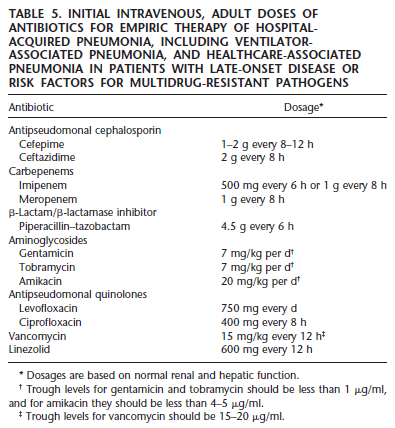 TABLE 5. INITIAL INTRAVENOUS, ADULT DOSES OF
ANTIBIOTICS FOR EMPIRIC THERAPY OF HOSPITAL-
ACQUIRED PNEUMONIA, INCLUDING VENTILATOR-
ASSOCIATED PNEUMONIA, AND HEALTHCARE-ASSOCIATED
PNEUMONIA IN PATIENTS WITH LATE-ONSET DISEASE OR
RISK FACTORS FOR MULTIDRUG-RESISTANT PATHOGENS
Antibiotic Dosage*
Antipseudomonal cephalosporin
Cefepime 1–2 g every 8–12 h
Ceftazidime 2 g every 8 h
Carbepenems
Imipenem 500 mg every 6 h or 1 g every 8 h
Meropenem 1 g every 8 h
β-Lactam/β-lactamase inhibitor
Piperacillin–tazobactam 4.5 g every 6 h
Aminoglycosides
Gentamicin 7 mg/kg per d†
Tobramycin 7 mg/kg per d†
Amikacin 20 mg/kg per d†
Antipseudomonal quinolones
Levofloxacin 750 mg every d
Ciprofloxacin 400 mg every 8 h
Vancomycin 15 mg/kg every 12 h‡
Linezolid 600 mg every 12 h
* Dosages are based on normal renal and hepatic function.
† Trough levels for gentamicin and tobramycin should be less than 1 μg/ml,
and for amikacin they should be less than 4–5 μg/ml.
‡ Trough levels for vancomycin should be 15–20 μg/ml.